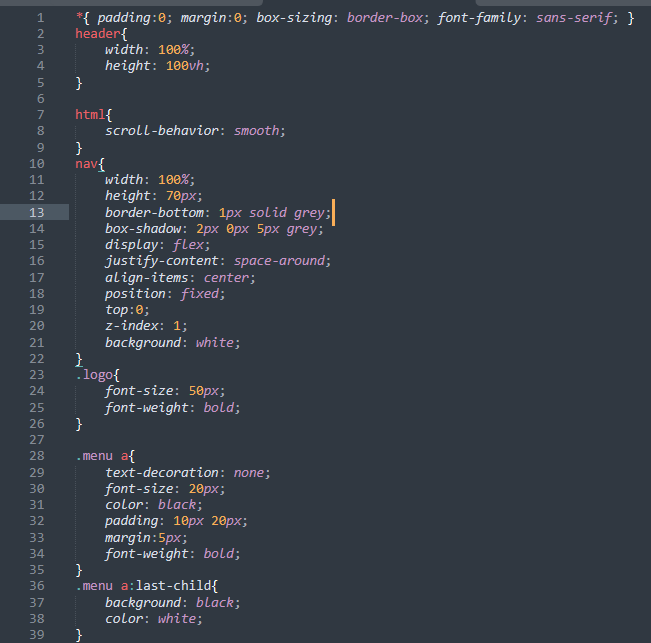 1 *{ padding:0; margin:0; box-sizing: border-box; font-family: sans-serif; }
2 header{
3 width: 100%;
4 height: 100vh;
5 }
6
7 html{
8 scroll-behavior: smooth;
9 }
10 nav{
11 width: 100%;
12 height: 70px;
13 border-bottom: 1px solid grey;
14 box-shadow: 2px 0px 5px grey;
15 display: flex;
16 justify-content: space-around;
17 align-items: center;
18 position: fixed;
19 top:0;
20 z-index: 1;
21 background: white;
22 }
23 .logo{
24 font-size: 50px;
25 font-weight: bold;
26 }
27
28 .menu a{
29 text-decoration: none;
30 font-size: 20px;
31 color: black;
32 padding: 10px 20px;
33 margin:5px;
34 font-weight: bold;
35 }
36 .menu a:last-child{
37 background: black;
38 color: white;
39 }